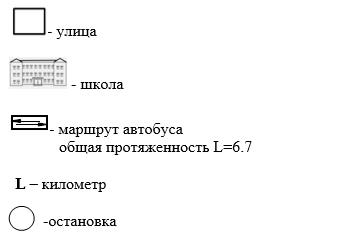 - улица
- школа
- маршрут автобуса
общая протяженность L=6.7
L – километр
-остановка